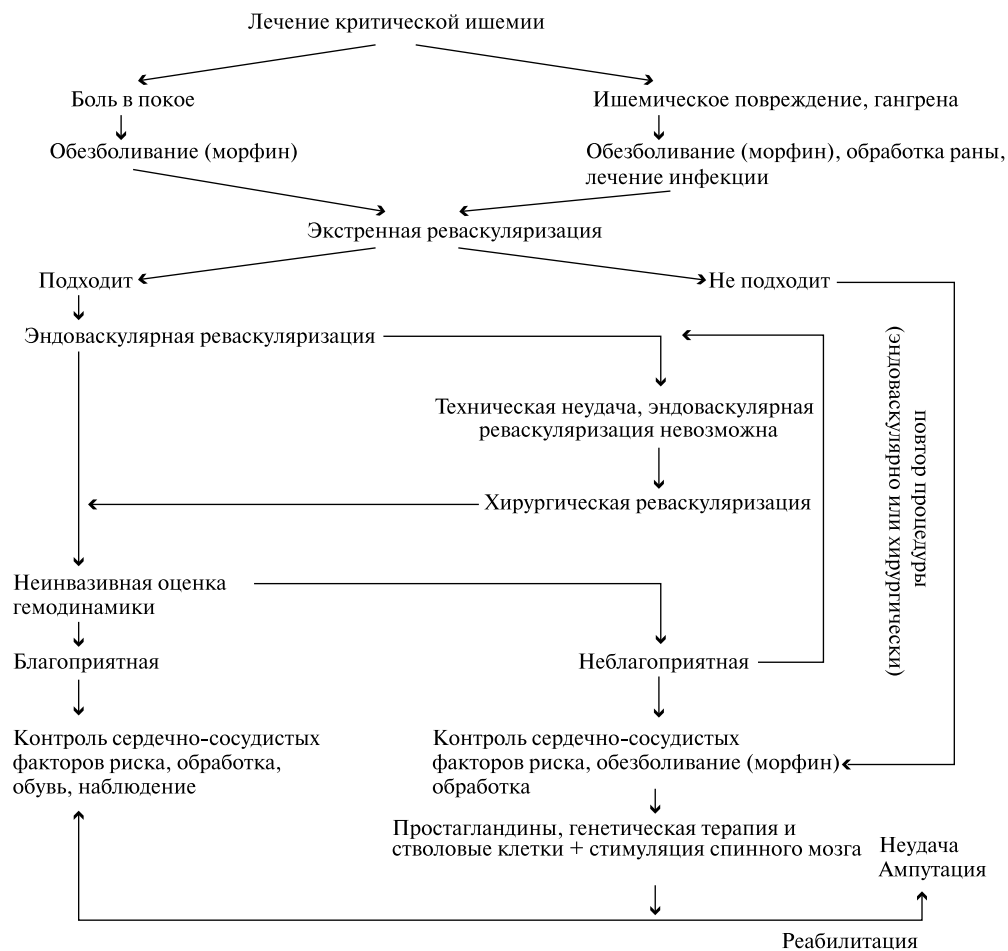 Лечение критической ишемии
Боль в покое
Ишемическое повреждение, гангрена
Обезболивание (морфин)
Обезболивание (морфин), обработка раны,
лечение инфекции
Экстренная реваскуляризация
Подходит
Не подходит
Эндоваскулярная реваскуляризация
Техническая неудача, эндоваскулярная
реваскуляризация невозможна
повтор процедуры
(эндоваскулярно или хирургически)
Хирургическая реваскуляризация
Неинвазивная оценка
гемодинамики
Благоприятная
Неблагоприятная
Контроль сердечно-сосудистых
факторов риска, обработка,
обувь, наблюдение
Контроль сердечно-сосудистых
факторов риска, обезболивание (морфин)
обработка
Простагландины, генетическая терапия и
стволовые клетки + стимуляция спинного мозга
Неудача
Ампутация
Реабилитация